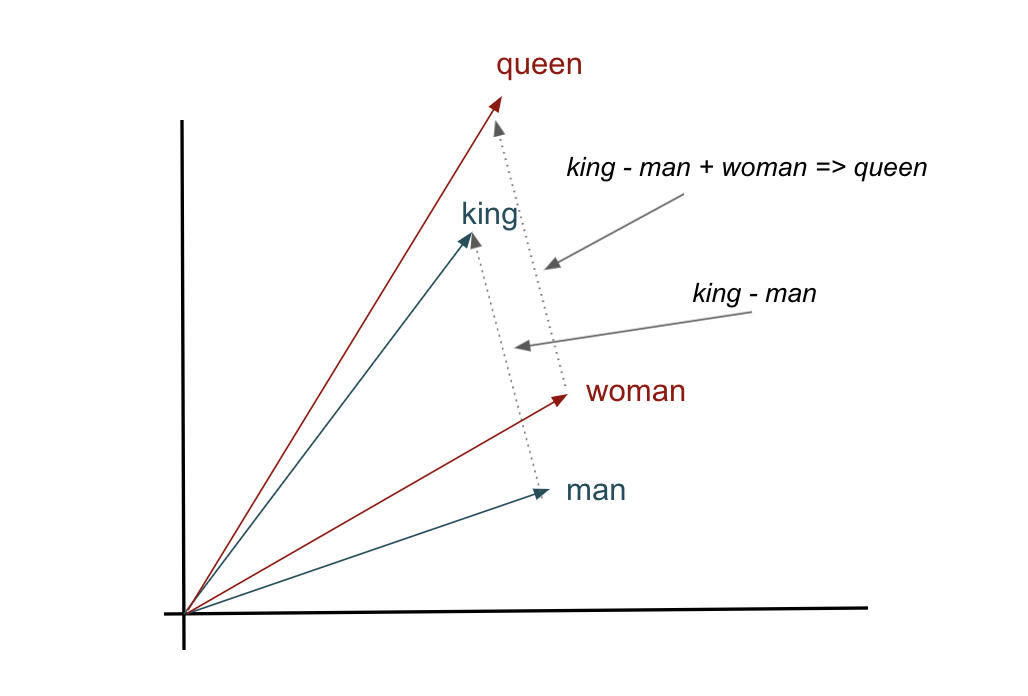 queen
king - man + woman => queen
king
king - man
woman
man